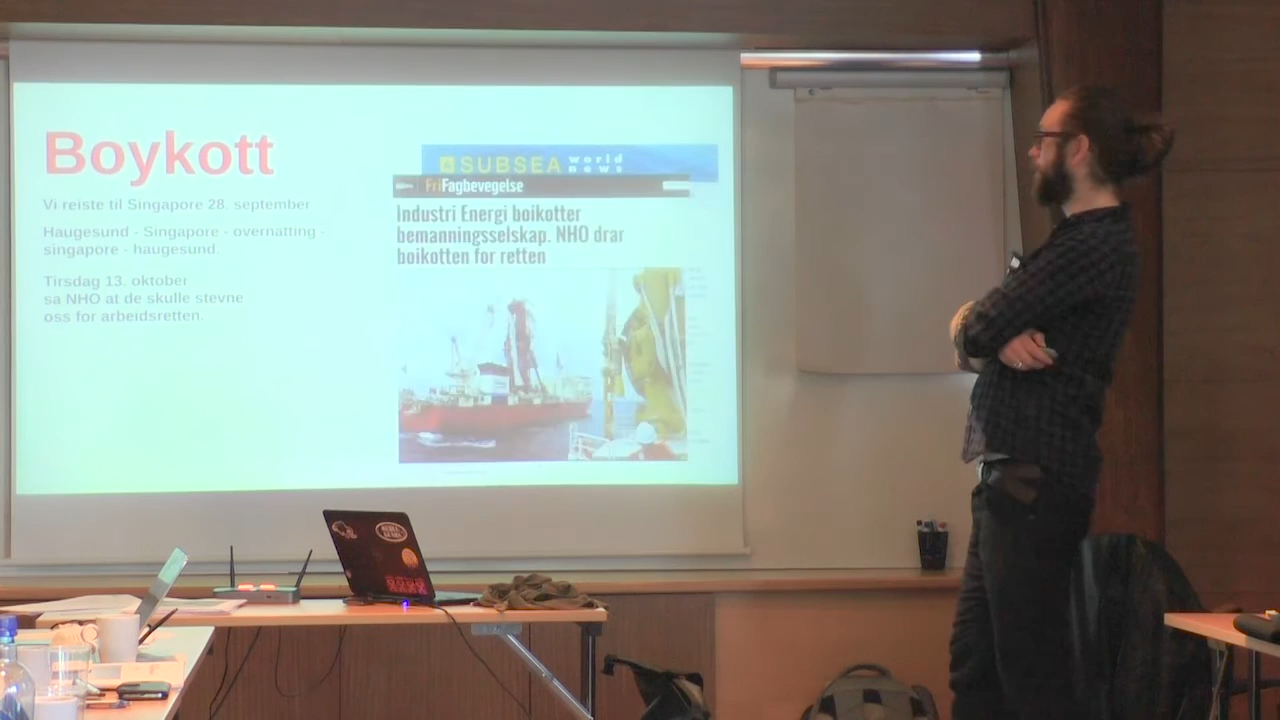 Boykott
Vi reiste til Singapore 28. september
Haugesund - Singapore - overnatting -
singapore - haugesund.
Tirsdag 13. oktober
sa NHO at de skulle stevne
oss for arbeidsretten.
SUBSEA world
news
FriFagbevegelse
Industri Energi boikotter
bemanningsselskap. NHO drar
boikotten for retten